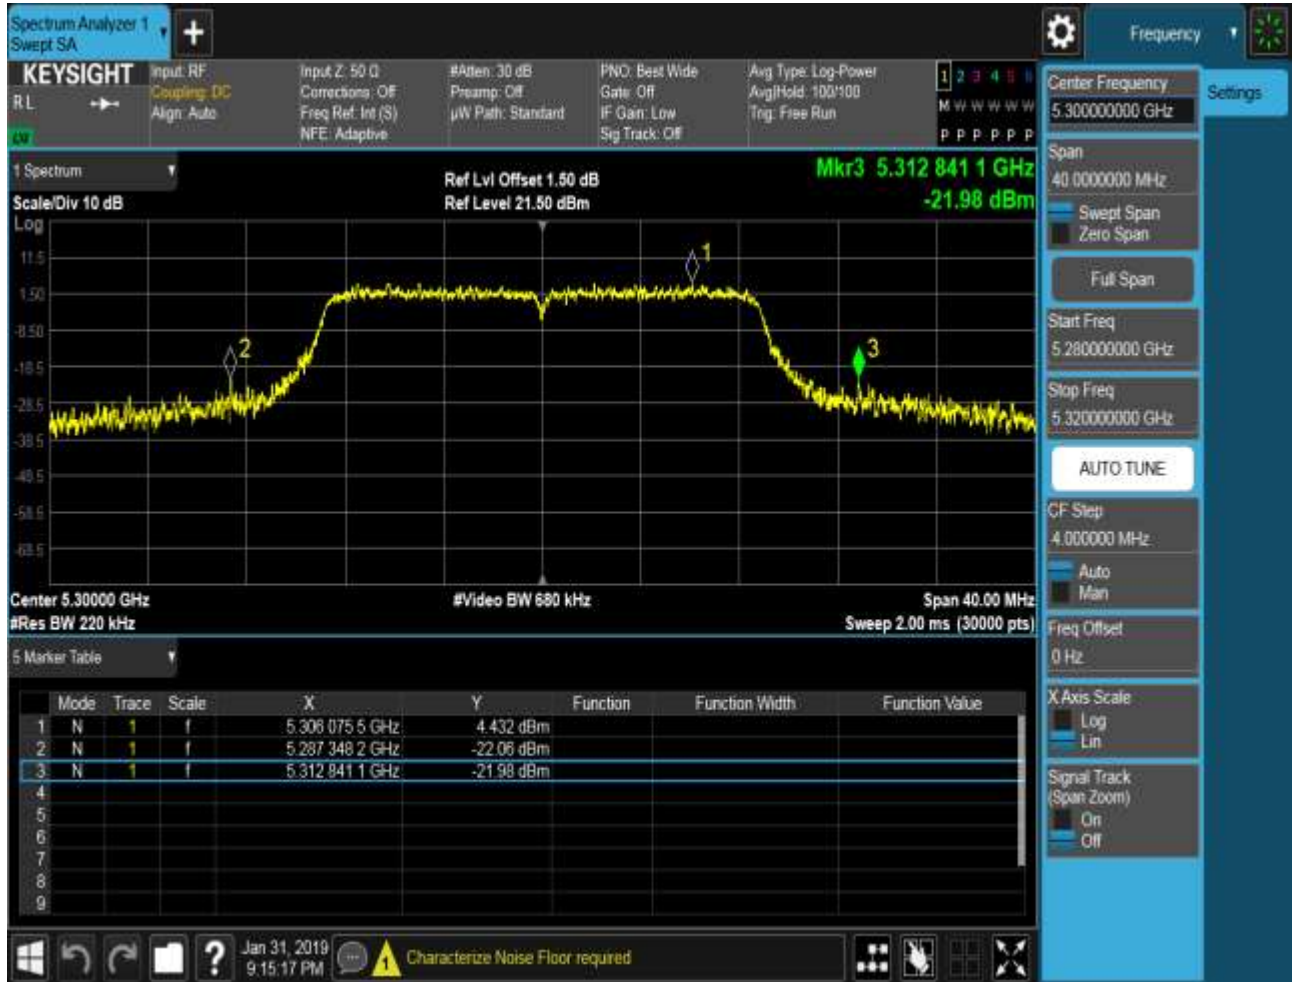 Spectrum Analyzer 1
Swept SA
+
Frequency
KEYSIGHT
RL
Input: RF
Coupling: DC
Align: Auto
Input Z: 50 Ω
Corrections: Off
Freq Ref: Int (S)
NFE: Adaptive
#Atten: 30 dB
Preamp: Off
µW Path: Standard
PNO: Best Wide
Gate: Off
IF Gain: Low
Sig Track: Off
Avg Type: Log-Power
Avg|Hold: 100/100
Trig: Free Run
1 2 3 4 5 6
M W W W W W
P P P P P P
1 Spectrum
Scale/Div 10 dB
Ref Lvl Offset 1.50 dB
Ref Level 21.50 dBm
Mkr3 5.312 841 1 GHz
-21.98 dBm
Log
11.5
1.50
-8.50
-18.5
-28.5
-38.5
-48.5
-58.5
-68.5
1
2
3
Center 5.30000 GHz
#Video BW 680 kHz
Span 40.00 MHz
#Res BW 220 kHz
Sweep 2.00 ms (30000 pts)
5 Marker Table
Mode Trace Scale X Y Function Function Width Function Value
1 N 1 f 5.306 075 5 GHz 4.432 dBm
2 N 1 f 5.287 348 2 GHz -22.06 dBm
3 N 1 f 5.312 841 1 GHz -21.98 dBm
4
5
6
7
8
9
Center Frequency
5.300000000 GHz
Settings
Span
40.0000000 MHz
Swept Span
Zero Span
Full Span
Start Freq
5.280000000 GHz
Stop Freq
5.320000000 GHz
AUTO TUNE
CF Step
4.000000 MHz
Auto
Man
Freq Offset
0 Hz
X Axis Scale
Log
Lin
Signal Track
(Span Zoom)
On
Off
?
Jan 31, 2019
9:15:17 PM
1
Characterize Noise Floor required